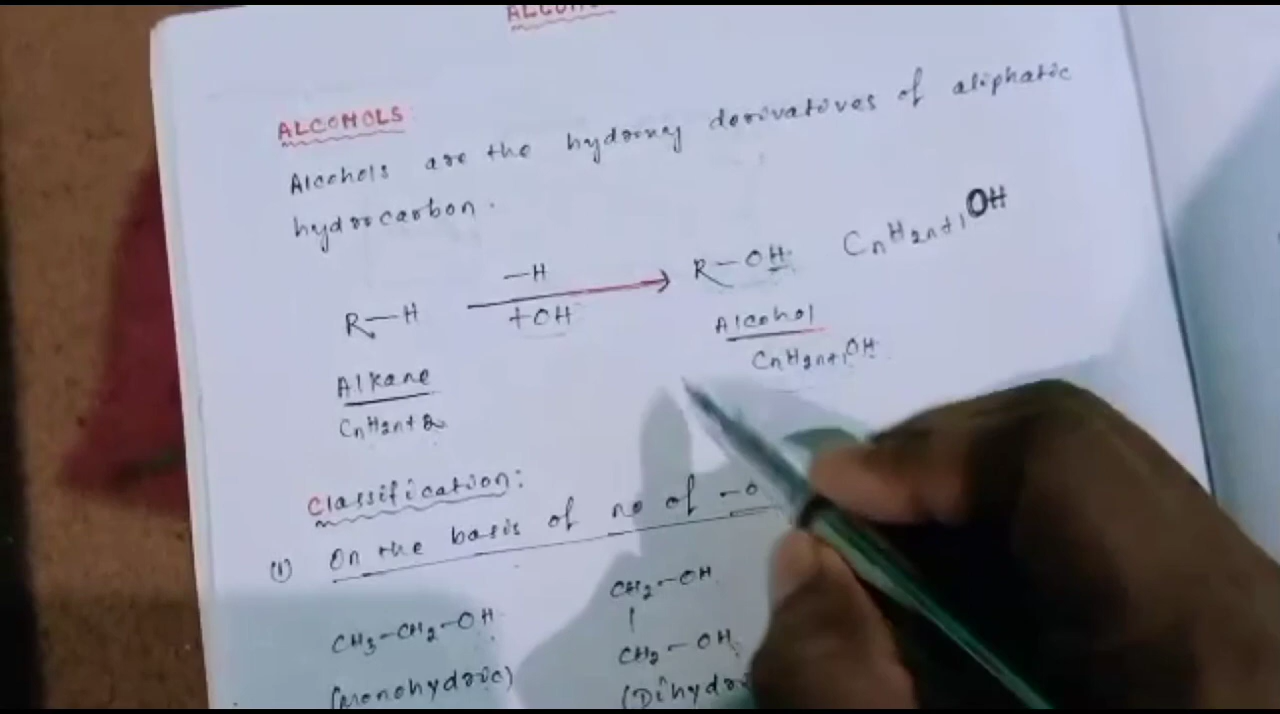 ALCOHOLS
Alcohols are the hydroxy derivatives of aliphatic
hydrocarbon.
—H
R—H
+OH
R—OH
CnH2n+1OH
Alkane
CnH2n+2
Alcohol
CnH2n+1OH
Classification:
(1) On the basis of no of —O
CH3—CH2—OH
(Monohydric)
CH2—OH
|
CH2—OH